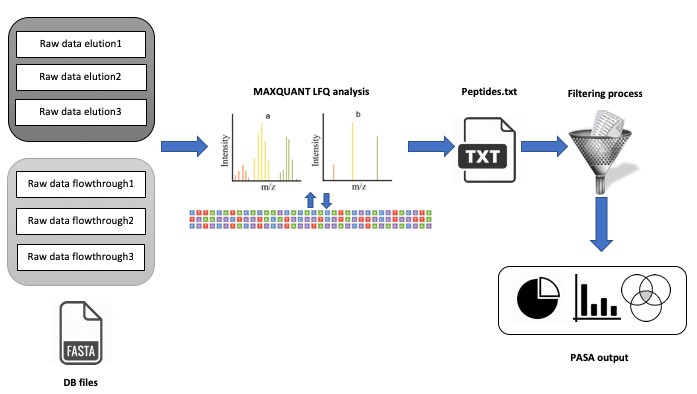 Raw data elution1
Raw data elution2
Raw data elution3
Raw data flowthrough1
Raw data flowthrough2
Raw data flowthrough3
FASTA
DB files
MAXQUANT LFQ analysis
a
b
Intensity
Intensity
m/z
m/z
Peptides.txt
TXT
Filtering process
PASA output